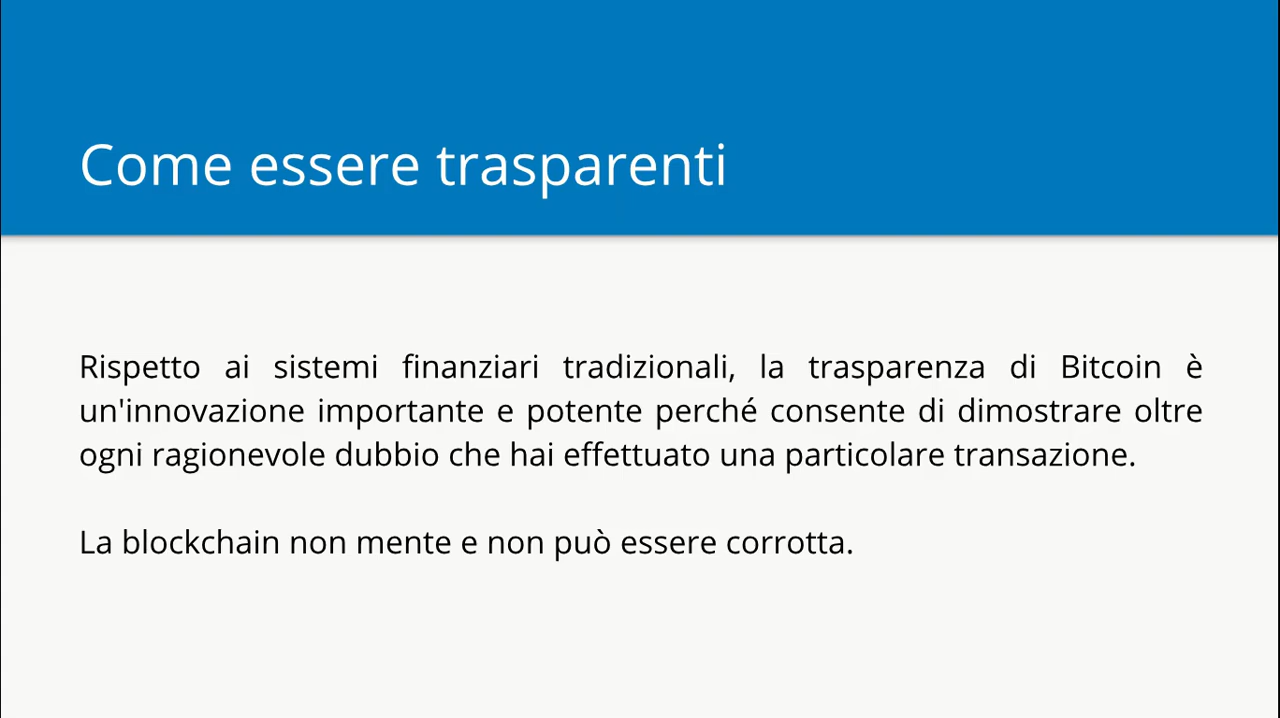 Come essere trasparenti
Rispetto ai sistemi finanziari tradizionali, la trasparenza di Bitcoin è
un'innovazione importante e potente perché consente di dimostrare oltre
ogni ragionevole dubbio che hai effettuato una particolare transazione.
La blockchain non mente e non può essere corrotta.